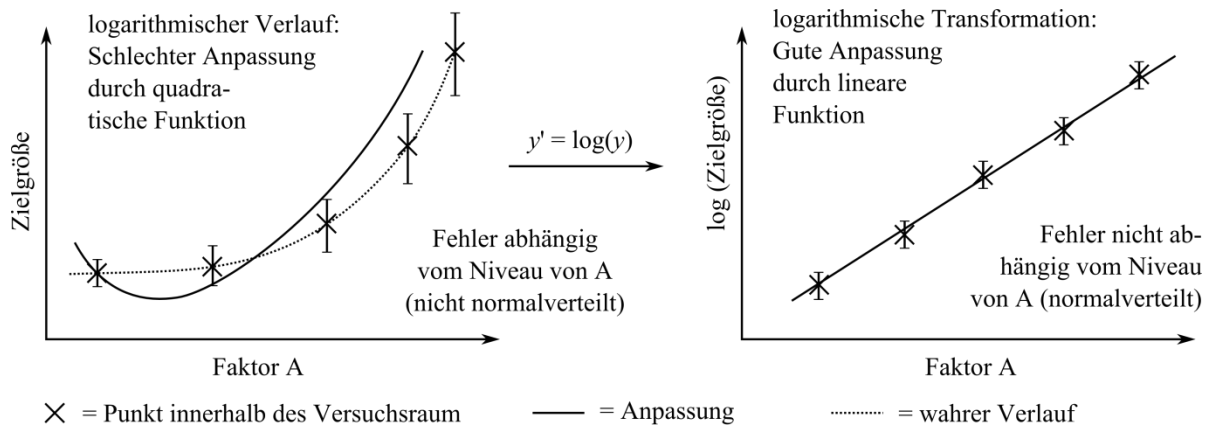 logarithmischer Verlauf:
Schlechter Anpassung
durch quadra-
tische Funktion
Zielgröße
Fehler abhängig
vom Niveau von A
(nicht normalverteilt)
Faktor A
y' = log(y)
logarithmische Transformation:
Gute Anpassung
durch lineare
Funktion
log (Zielgröße)
Fehler nicht ab-
hängig vom Niveau
von A (normalverteilt)
Faktor A
= Punkt innerhalb des Versuchsraum
= Anpassung
= wahrer Verlauf